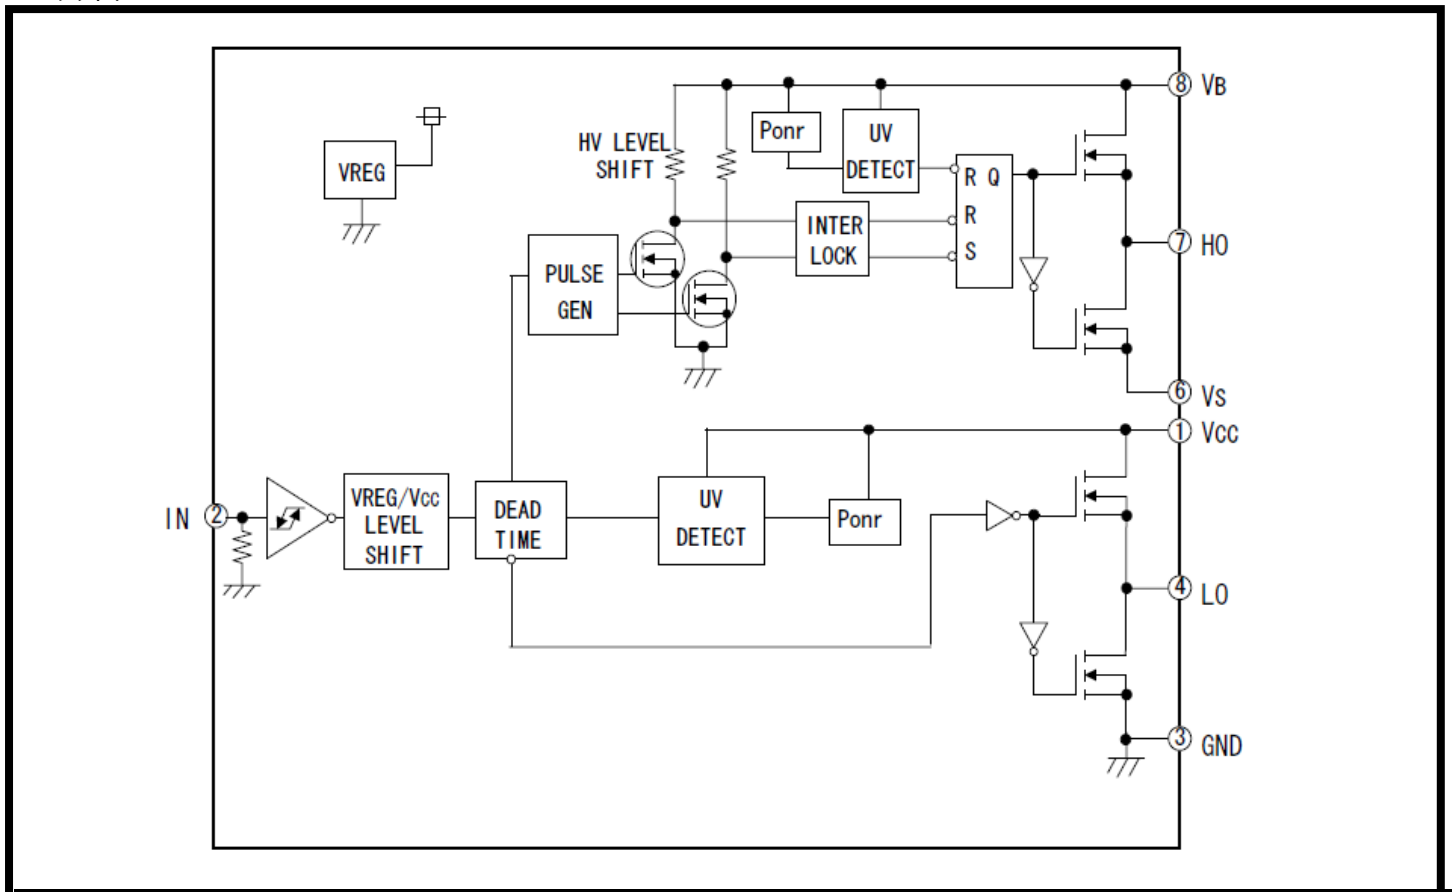 8 VB
Ponr
UV
DETECT
HV LEVEL
SHIFT
VREG
R Q
R
S
INTER
LOCK
7 HO
PULSE
GEN
6 VS
1 VCC
IN 2
VREG/VCC
LEVEL
SHIFT
DEAD
TIME
UV
DETECT
Ponr
4 LO
3 GND